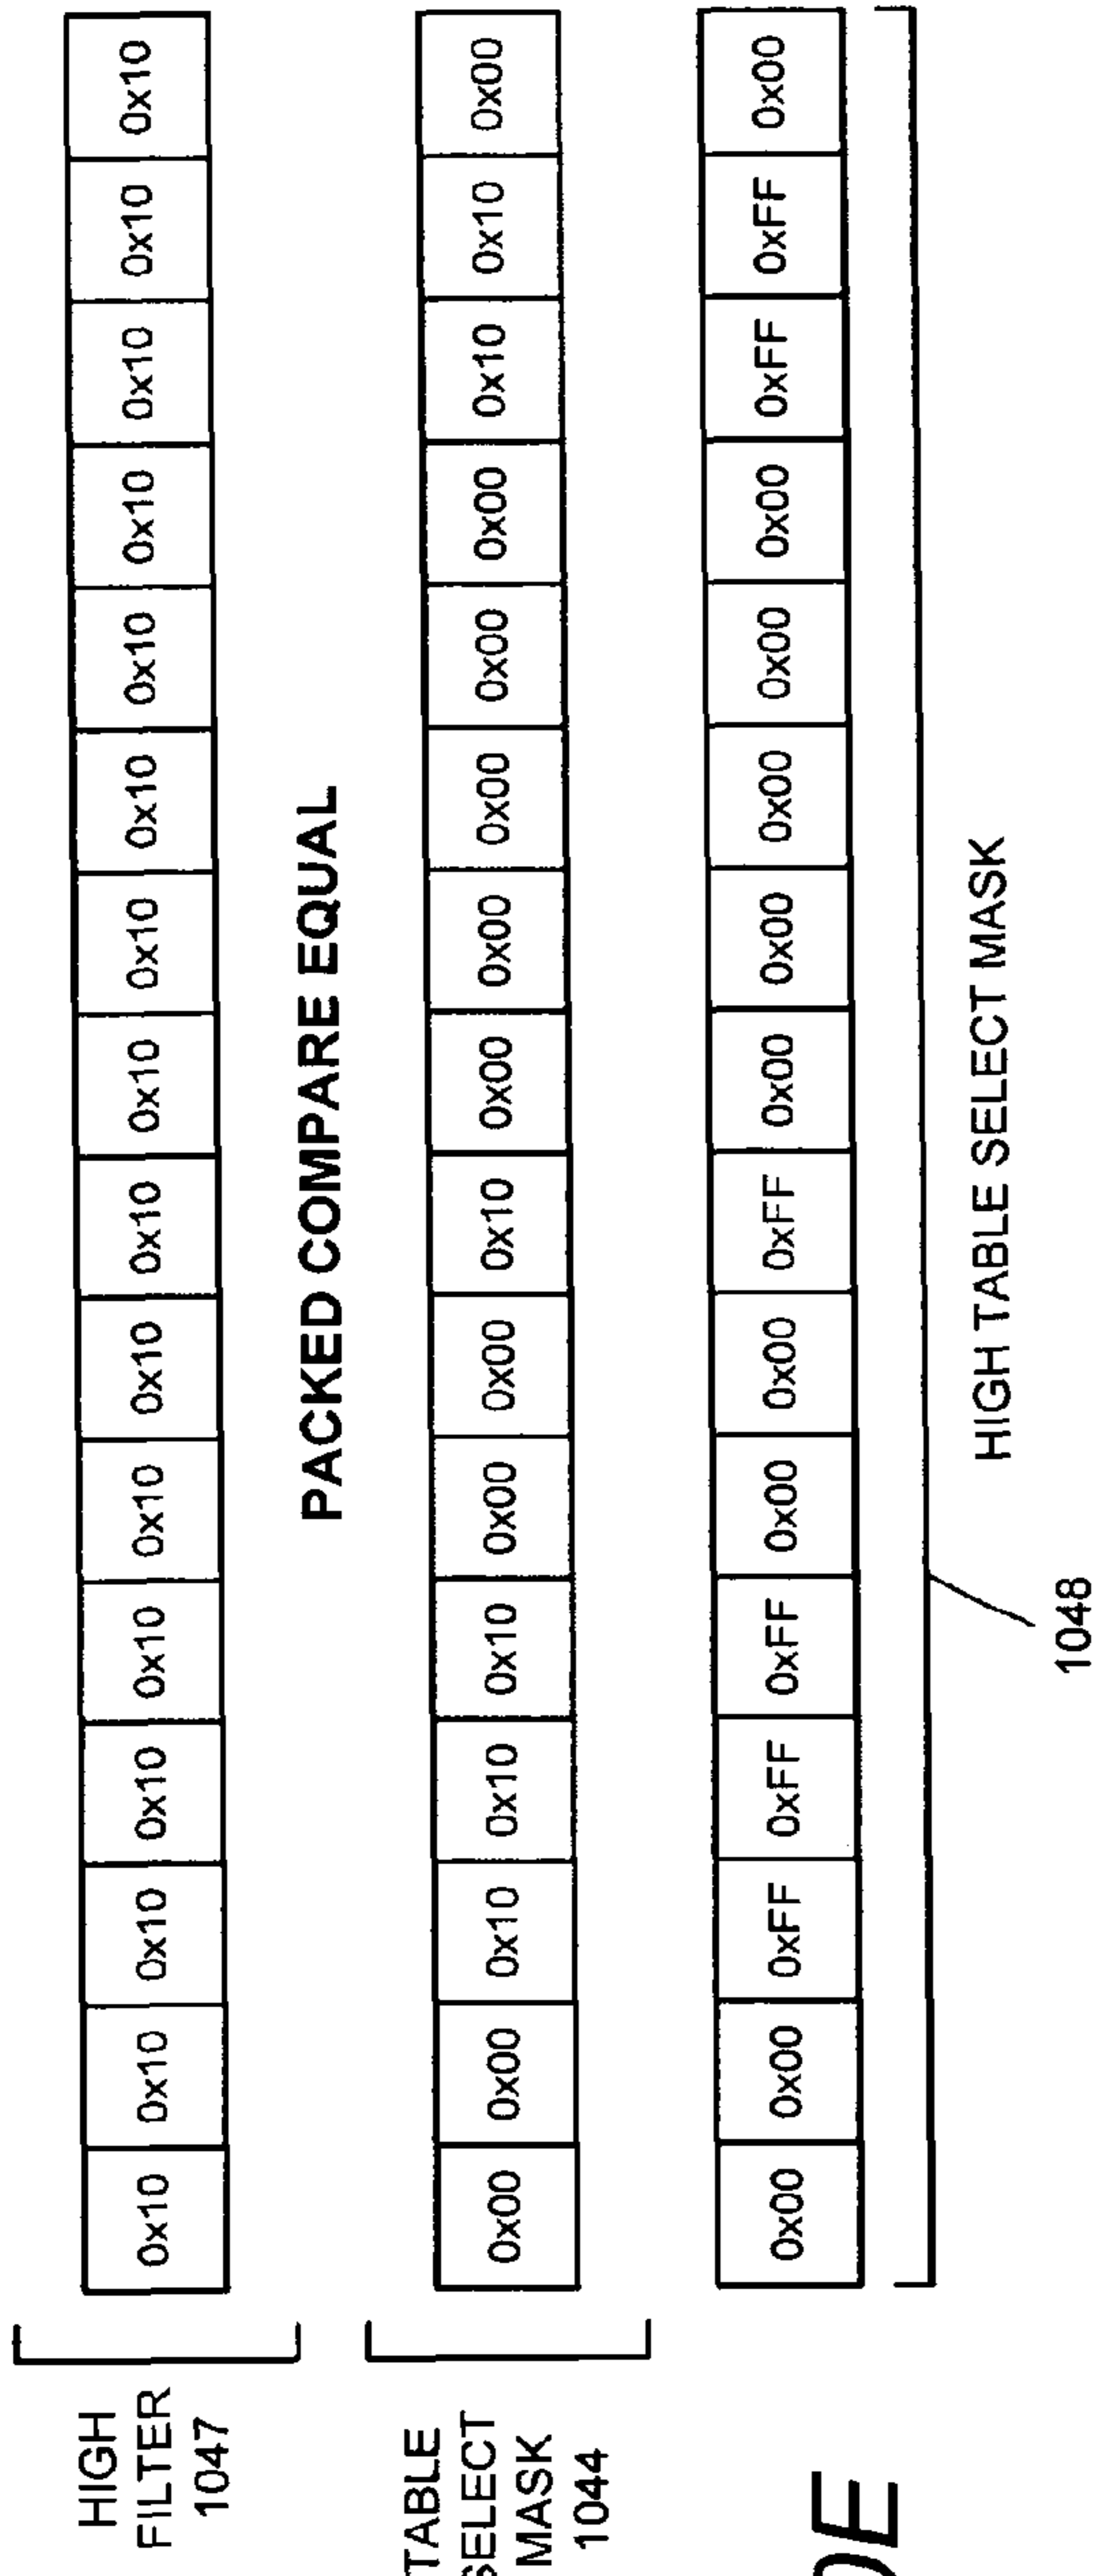 HIGH
FILTER
1047
0x10 0x10 0x10 0x10 0x10 0x10 0x10 0x10 0x10 0x10 0x10 0x10 0x10 0x10 0x10 0x10
PACKED COMPARE EQUAL
TABLE
SELECT
MASK
1044
0x00 0x00 0x10 0x10 0x10 0x00 0x00 0x10 0x00 0x00 0x00 0x00 0x00 0x10 0x10 0x00
0x00 0x00 0xFF 0xFF 0xFF 0x00 0x00 0xFF 0x00 0x00 0x00 0x00 0x00 0xFF 0xFF 0x00
HIGH TABLE SELECT MASK
1048